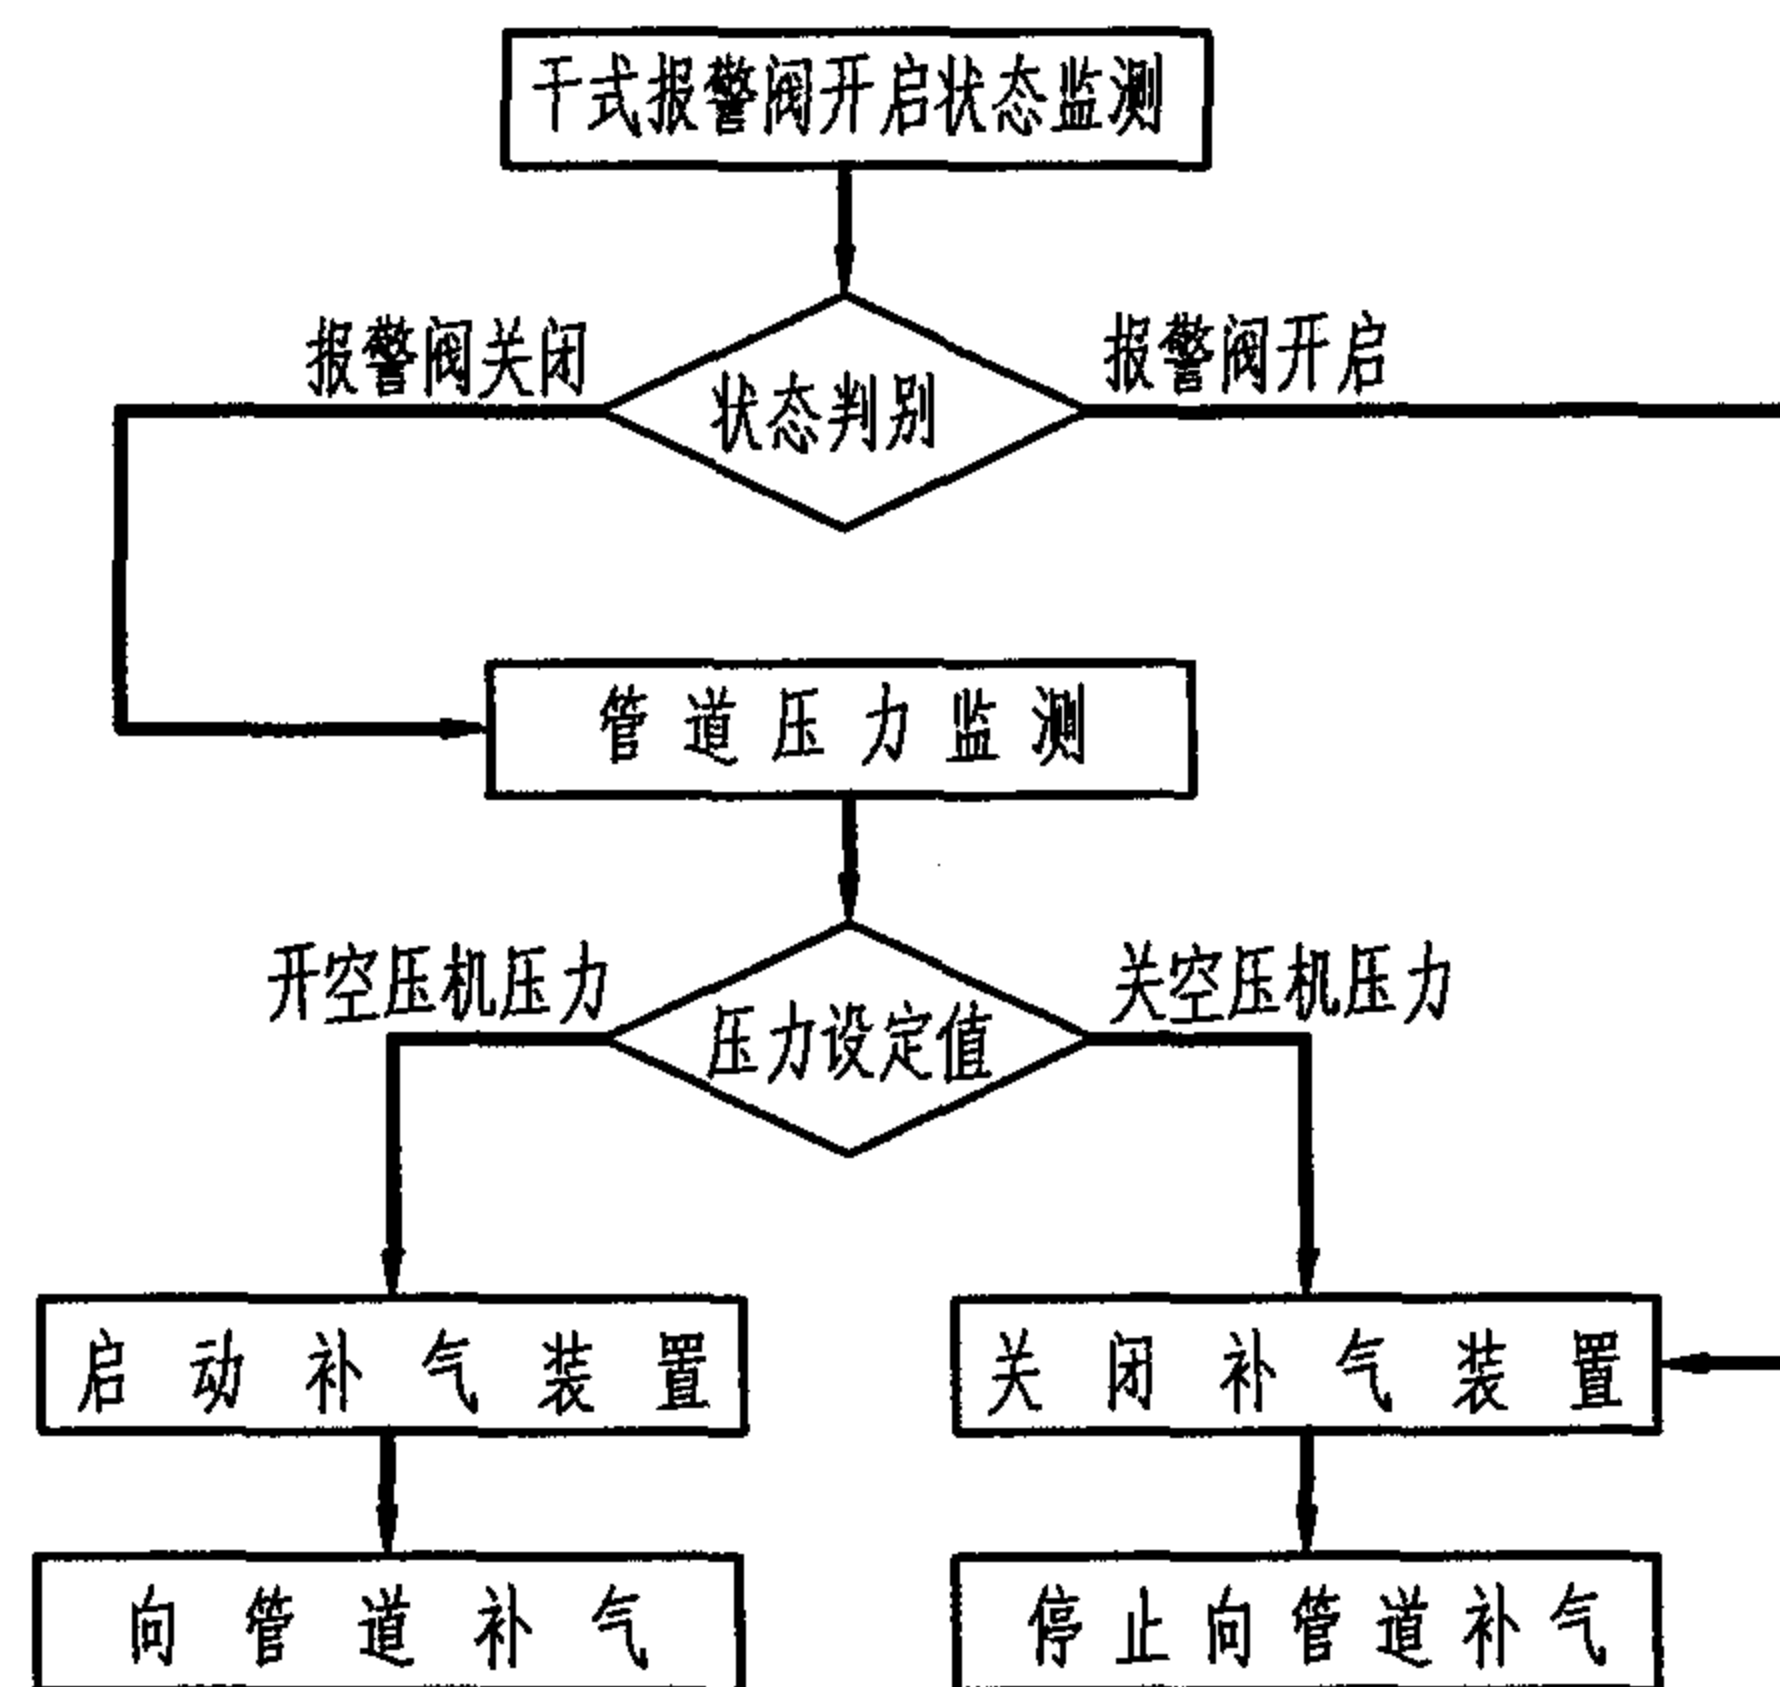 干式报警阀开启状态监测
报警阀关闭
报警阀开启
状态判别
管道压力监测
开空压机压力
关空压机压力
压力设定值
启动补气装置
关闭补气装置
向管道补气
停止向管道补气